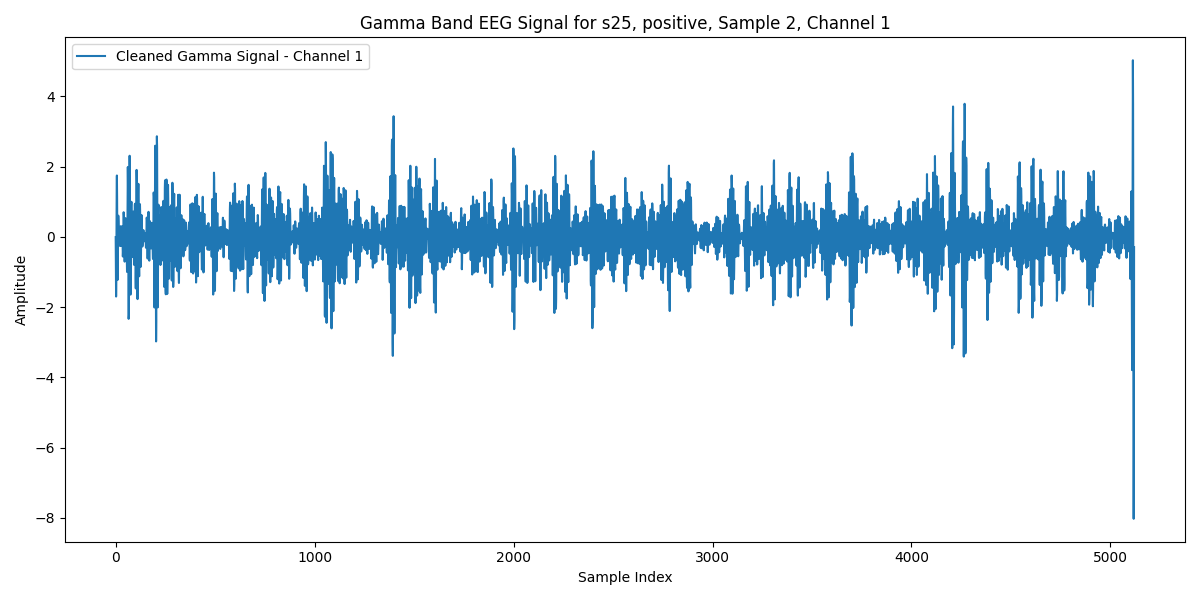 Gamma Band EEG Signal for s25, positive, Sample 2, Channel 1
Cleaned Gamma Signal - Channel 1
Amplitude
4
2
0
−2
−4
−6
−8
0 1000 2000 3000 4000 5000
Sample Index